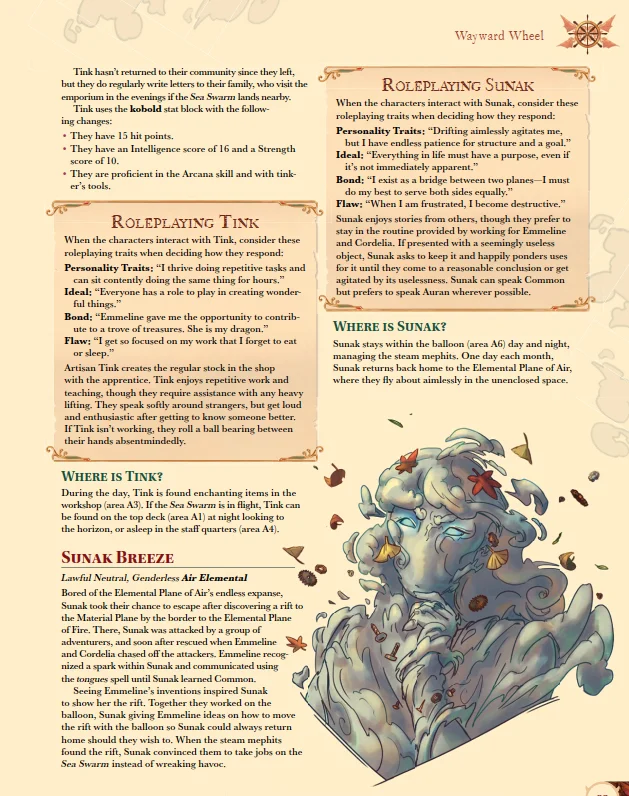 Wayward Wheel
Tink hasn't returned to their community since they left,
but they do regularly write letters to their family, who visit the
emporium in the evenings if the Sea Swarm lands nearby.
Tink uses the kobold stat block with the follow-
ing changes:
• They have 15 hit points.
• They have an Intelligence score of 16 and a Strength
score of 10.
• They are proficient in the Arcana skill and with tink-
er's tools.
Roleplaying Tink
When the characters interact with Tink, consider these
roleplaying traits when deciding how they respond:
Personality Traits: "I thrive doing repetitive tasks and
can sit contently doing the same thing for hours."
Ideal: "Everyone has a role to play in creating wonder-
ful things."
Bond: "Emmeline gave me the opportunity to contrib-
ute to a trove of treasures. She is my dragon."
Flaw: "I get so focused on my work that I forget to eat
or sleep."
Artisan Tink creates the regular stock in the shop
with the apprentice. Tink enjoys repetitive work and
teaching, though they require assistance with any heavy
lifting. They speak softly around strangers, but get loud
and enthusiastic after getting to know someone better.
If Tink isn't working, they roll a ball bearing between
their hands absentmindedly.
Where is Tink?
During the day, Tink is found enchanting items in the
workshop (area A3). If the Sea Swarm is in flight, Tink can
be found on the top deck (area A1) at night looking to
the horizon, or asleep in the staff quarters (area A4).
Sunak Breeze
Lawful Neutral, Genderless Air Elemental
Bored of the Elemental Plane of Air's endless expanse,
Sunak took their chance to escape after discovering a rift to
the Material Plane by the border to the Elemental Plane
of Fire. There, Sunak was attacked by a group of
adventurers, and soon after rescued when Emmeline
and Cordelia chased off the attackers. Emmeline recog-
nized a spark within Sunak and communicated using
the tongues spell until Sunak learned Common.
Seeing Emmeline's inventions inspired Sunak
to show her the rift. Together they worked on the
balloon, Sunak giving Emmeline ideas on how to move
the rift with the balloon so Sunak could always return
home should they wish to. When the steam mephits
found the rift, Sunak convinced them to take jobs on the
Sea Swarm instead of wreaking havoc.
Roleplaying Sunak
When the characters interact with Sunak, consider these
roleplaying traits when deciding how they respond:
Personality Traits: "Drifting aimlessly agitates me,
but I have endless patience for structure and a goal."
Ideal: "Everything in life must have a purpose, even if
it's not immediately apparent."
Bond: "I exist as a bridge between two planes—I must
do my best to serve both sides equally."
Flaw: "When I am frustrated, I become destructive."
Sunak enjoys stories from others, though they prefer to
stay in the routine provided by working for Emmeline
and Cordelia. If presented with a seemingly useless
object, Sunak asks to keep it and happily ponders uses
for it until they come to a reasonable conclusion or get
agitated by its uselessness. Sunak can speak Common
but prefers to speak Auran wherever possible.
Where is Sunak?
Sunak stays within the balloon (area A6) day and night,
managing the steam mephits. One day each month,
Sunak returns back home to the Elemental Plane of Air,
where they fly about aimlessly in the unenclosed space.